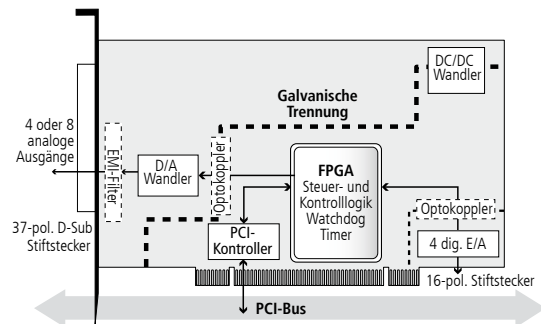 DC/DC
Wandler
Galvanische
Trennung
4 oder 8
analoge
Ausgänge
EMI-Filter
D/A
Wandler
Optokoppler
FPGA
Steuer- und
Kontrolllogik
Watchdog
Timer
Optokoppler
37-pol. D-Sub
Stiftstecker
PCI-
Kontroller
4 dig. E/A
16-pol. Stiftstecker
PCI-Bus